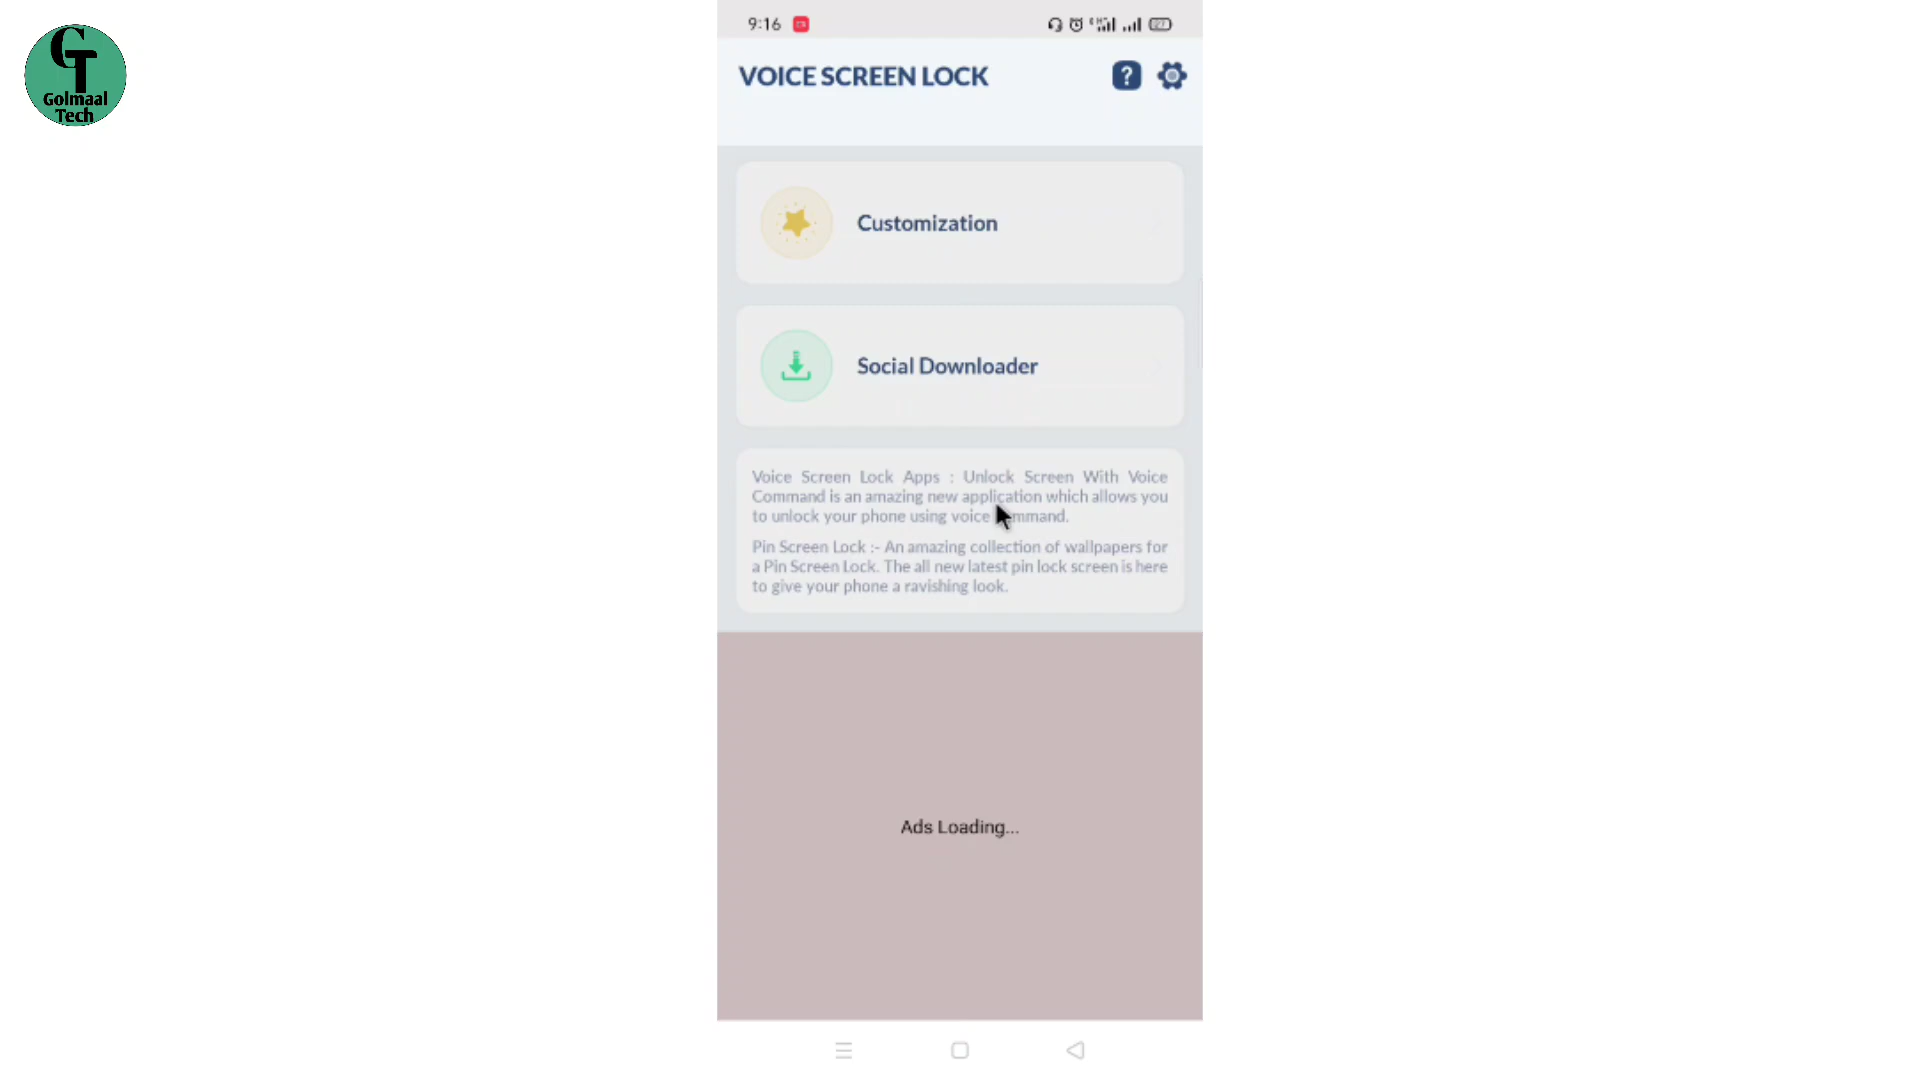 GT
Golmaal
Tech
9:16
VOICE SCREEN LOCK
?
Customization
Social Downloader
Voice Screen Lock Apps : Unlock Screen With Voice
Command is an amazing new application which allows you
to unlock your phone using voice
Pin Screen Lock :- An amazing collection of wallpapers for
a Pin Screen Lock. The all new latest pin lock screen is here
to give your phone a ravishing look.
Ads Loading...